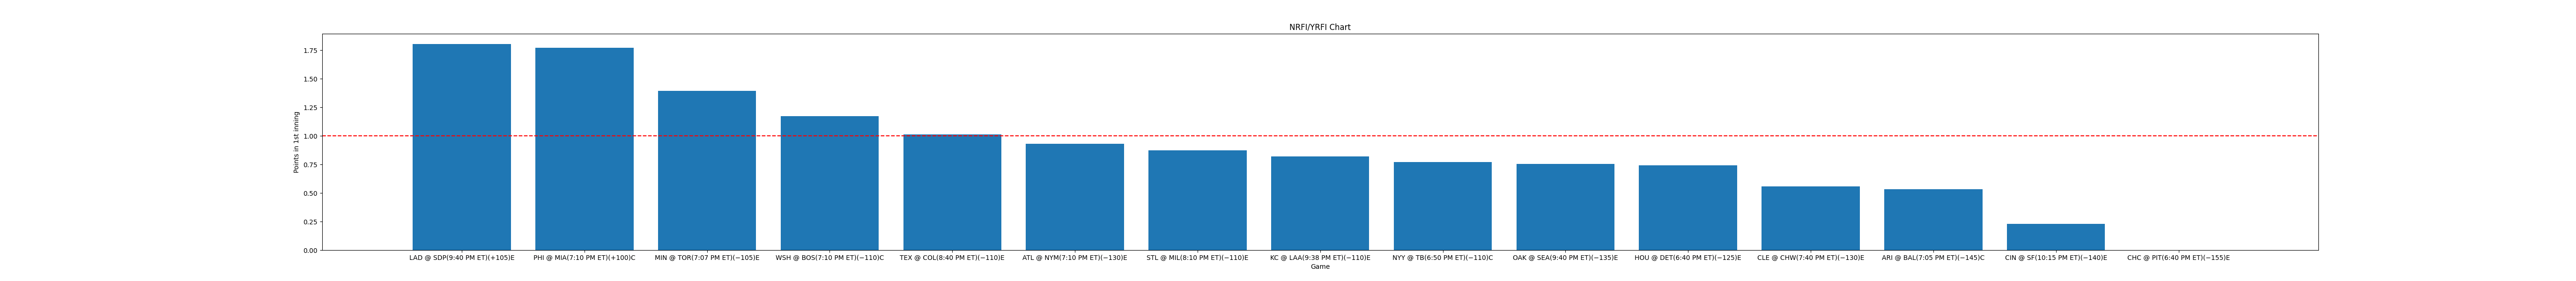 NRFI/YRFI Chart
Points in 1st inning
1.75
1.50
1.25
1.00
0.75
0.50
0.25
0.00
LAD @ SDP(9:40 PM ET)(+105)E
PHI @ MIA(7:10 PM ET)(+100)C
MIN @ TOR(7:07 PM ET)(−105)E
WSH @ BOS(7:10 PM ET)(−110)C
TEX @ COL(8:40 PM ET)(−110)E
ATL @ NYM(7:10 PM ET)(−130)E
STL @ MIL(8:10 PM ET)(−110)E
KC @ LAA(9:38 PM ET)(−110)E
NYY @ TB(6:50 PM ET)(−110)C
OAK @ SEA(9:40 PM ET)(−135)E
HOU @ DET(6:40 PM ET)(−125)E
CLE @ CHW(7:40 PM ET)(−130)E
ARI @ BAL(7:05 PM ET)(−145)C
CIN @ SF(10:15 PM ET)(−140)E
CHC @ PIT(6:40 PM ET)(−155)E
Game